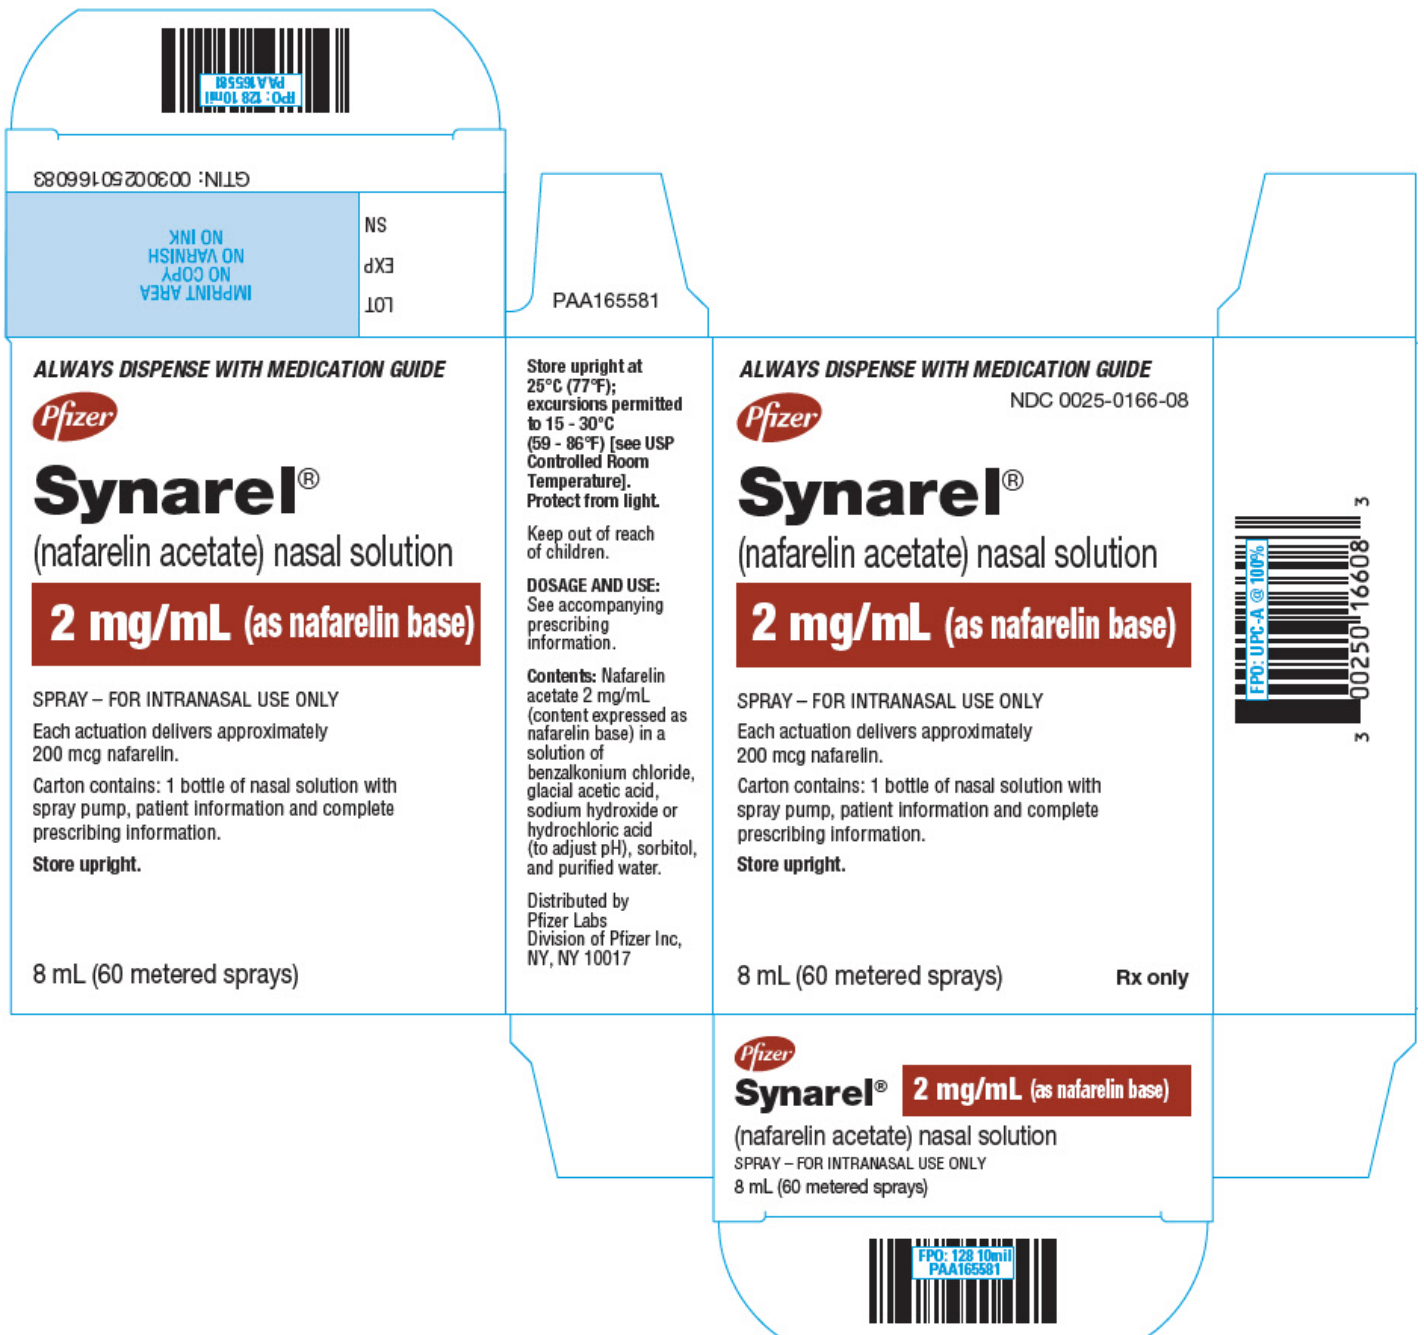 FPO: 128 10mil
PAA165581
GTIN: 00300250166083
LOT
EXP
SN
IMPRINT AREA
NO COPY
NO VARNISH
NO INK
ALWAYS DISPENSE WITH MEDICATION GUIDE
Pfizer
Synarel®
(nafarelin acetate) nasal solution
2 mg/mL (as nafarelin base)
SPRAY – FOR INTRANASAL USE ONLY
Each actuation delivers approximately
200 mcg nafarelin.
Carton contains: 1 bottle of nasal solution with
spray pump, patient information and complete
prescribing information.
Store upright.
8 mL (60 metered sprays)
PAA165581
Store upright at
25°C (77°F);
excursions permitted
to 15 - 30°C
(59 - 86°F) [see USP
Controlled Room
Temperature].
Protect from light.
Keep out of reach
of children.
DOSAGE AND USE:
See accompanying
prescribing
information.
Contents: Nafarelin
acetate 2 mg/mL
(content expressed as
nafarelin base) in a
solution of
benzalkonium chloride,
glacial acetic acid,
sodium hydroxide or
hydrochloric acid
(to adjust pH), sorbitol,
and purified water.
Distributed by
Pfizer Labs
Division of Pfizer Inc,
NY, NY 10017
ALWAYS DISPENSE WITH MEDICATION GUIDE
NDC 0025-0166-08
Pfizer
Synarel®
(nafarelin acetate) nasal solution
2 mg/mL (as nafarelin base)
SPRAY – FOR INTRANASAL USE ONLY
Each actuation delivers approximately
200 mcg nafarelin.
Carton contains: 1 bottle of nasal solution with
spray pump, patient information and complete
prescribing information.
Store upright.
8 mL (60 metered sprays)
Rx only
FPO: UPC-A @ 100%
3 00250 16608 3
Pfizer
Synarel®
2 mg/mL (as nafarelin base)
(nafarelin acetate) nasal solution
SPRAY – FOR INTRANASAL USE ONLY
8 mL (60 metered sprays)
FPO: 128 10mil
PAA165581